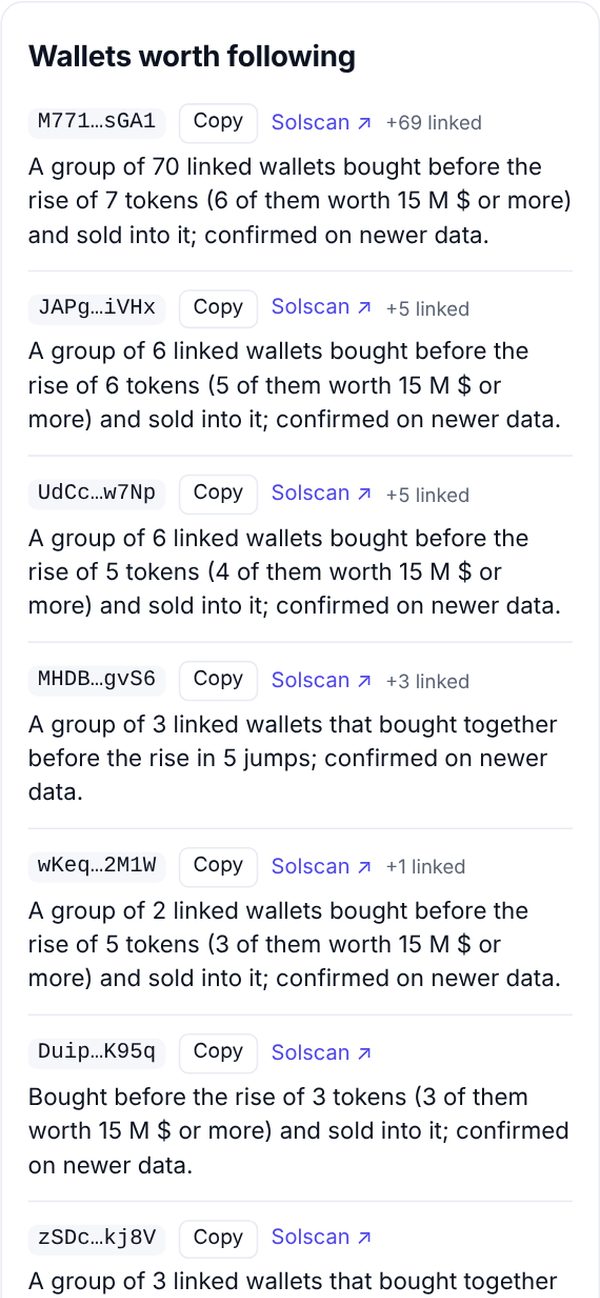 Wallets worth following
M771…sGA1 Copy Solscan ↗ +69 linked
A group of 70 linked wallets bought before the
rise of 7 tokens (6 of them worth 15 M $ or more)
and sold into it; confirmed on newer data.
JAPg…iVHx Copy Solscan ↗ +5 linked
A group of 6 linked wallets bought before the
rise of 6 tokens (5 of them worth 15 M $ or
more) and sold into it; confirmed on newer data.
UdCc…w7Np Copy Solscan ↗ +5 linked
A group of 6 linked wallets bought before the
rise of 5 tokens (4 of them worth 15 M $ or
more) and sold into it; confirmed on newer data.
MHDB…gvS6 Copy Solscan ↗ +3 linked
A group of 3 linked wallets that bought together
before the rise in 5 jumps; confirmed on newer
data.
wKeq…2M1W Copy Solscan ↗ +1 linked
A group of 2 linked wallets bought before the
rise of 5 tokens (3 of them worth 15 M $ or
more) and sold into it; confirmed on newer data.
Duip…K95q Copy Solscan ↗
Bought before the rise of 3 tokens (3 of them
worth 15 M $ or more) and sold into it; confirmed
on newer data.
zSDc…kj8V Copy Solscan ↗
A group of 3 linked wallets that bought together